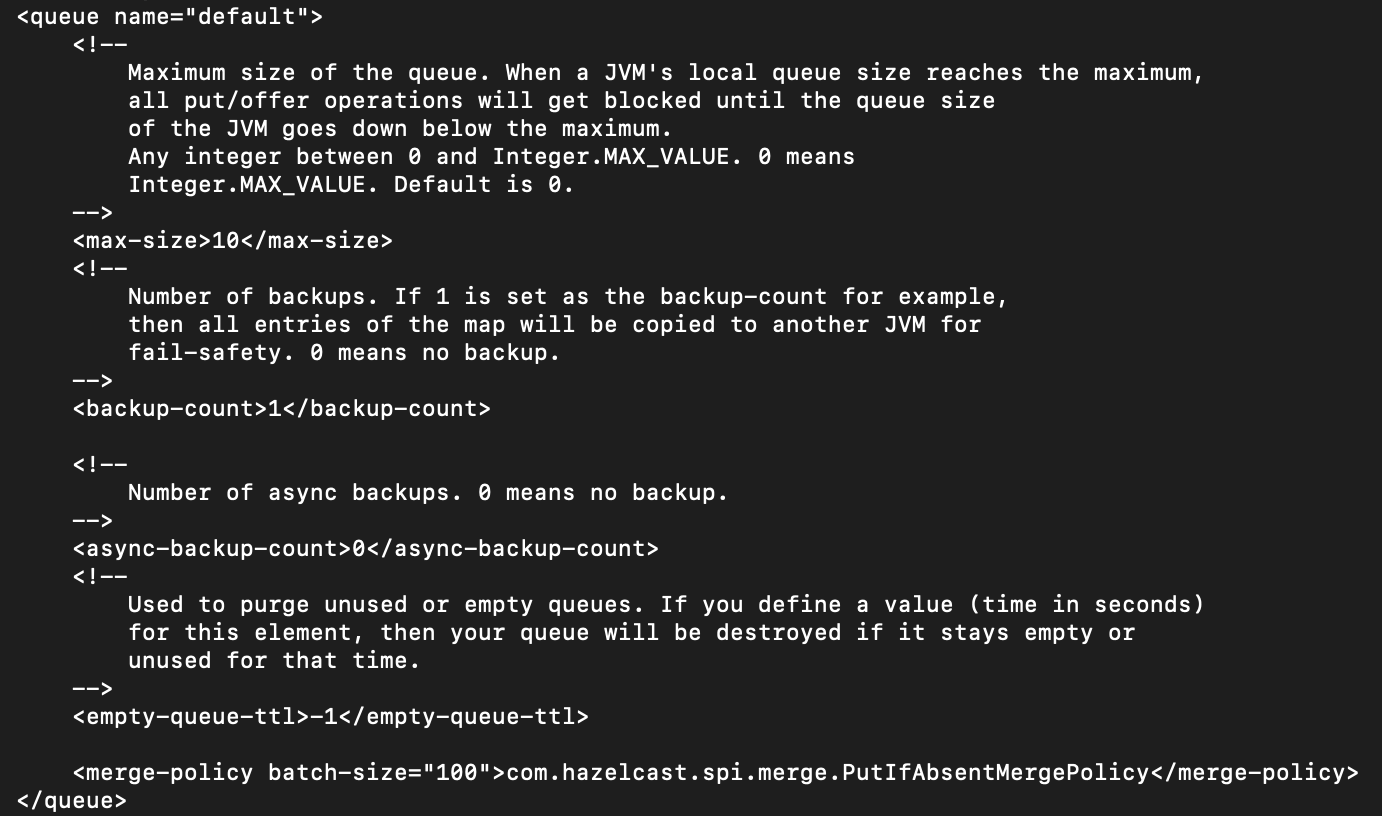 <queue name="default">
<!--
Maximum size of the queue. When a JVM's local queue size reaches the maximum,
all put/offer operations will get blocked until the queue size
of the JVM goes down below the maximum.
Any integer between 0 and Integer.MAX_VALUE. 0 means
Integer.MAX_VALUE. Default is 0.
-->
<max-size>10</max-size>
<!--
Number of backups. If 1 is set as the backup-count for example,
then all entries of the map will be copied to another JVM for
fail-safety. 0 means no backup.
-->
<backup-count>1</backup-count>
<!--
Number of async backups. 0 means no backup.
-->
<async-backup-count>0</async-backup-count>
<!--
Used to purge unused or empty queues. If you define a value (time in seconds)
for this element, then your queue will be destroyed if it stays empty or
unused for that time.
-->
<empty-queue-ttl>-1</empty-queue-ttl>
<merge-policy batch-size="100">com.hazelcast.spi.merge.PutIfAbsentMergePolicy</merge-policy>
</queue>